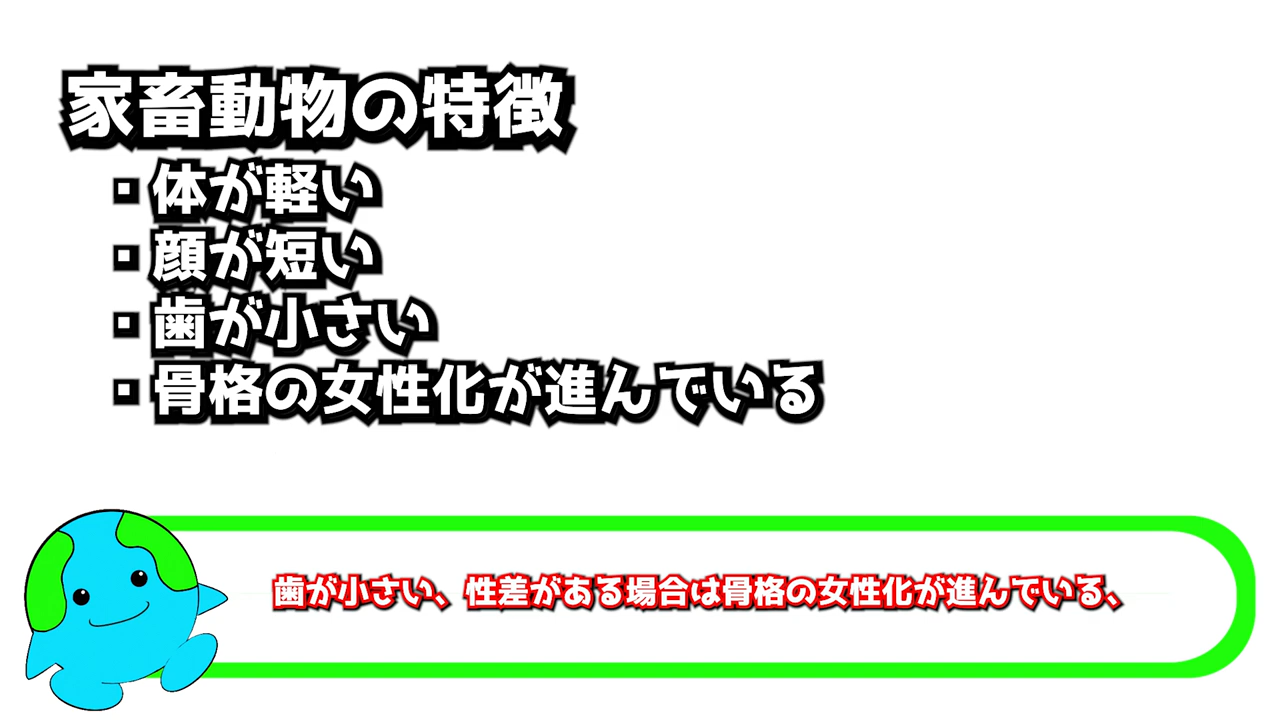 家畜動物の特徴
・体が軽い
・顔が短い
・歯が小さい
・骨格の女性化が進んでいる
歯が小さい、性差がある場合は骨格の女性化が進んでいる、